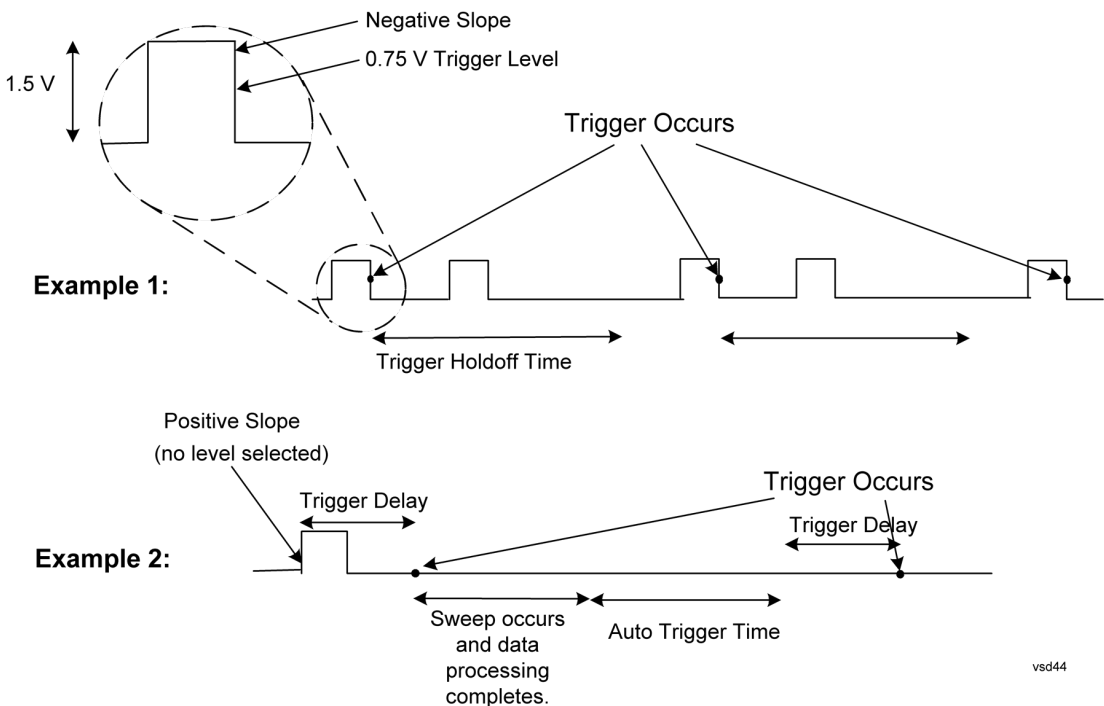 Negative Slope
0.75 V Trigger Level
1.5 V
Trigger Occurs
Example 1:
Trigger Holdoff Time
Positive Slope
(no level selected)
Trigger Delay
Trigger Occurs
Trigger Delay
Example 2:
Sweep occurs
and data
processing
completes.
Auto Trigger Time
vsd44